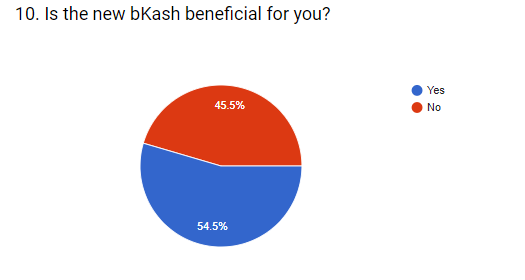 10. Is the new bKash beneficial for you?
45.5%
54.5%
Yes
No